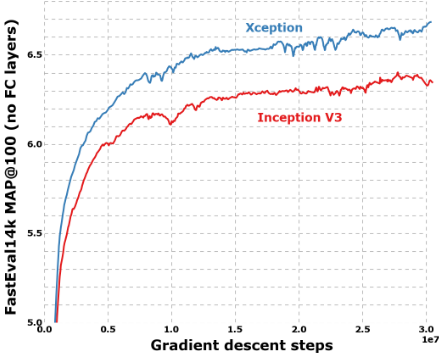 FastEval14k MAP@100 (no FC layers)
6.5
6.0
5.5
5.0
Xception
Inception V3
0.0 0.5 1.0 1.5 2.0 2.5 3.0
1e7
Gradient descent steps